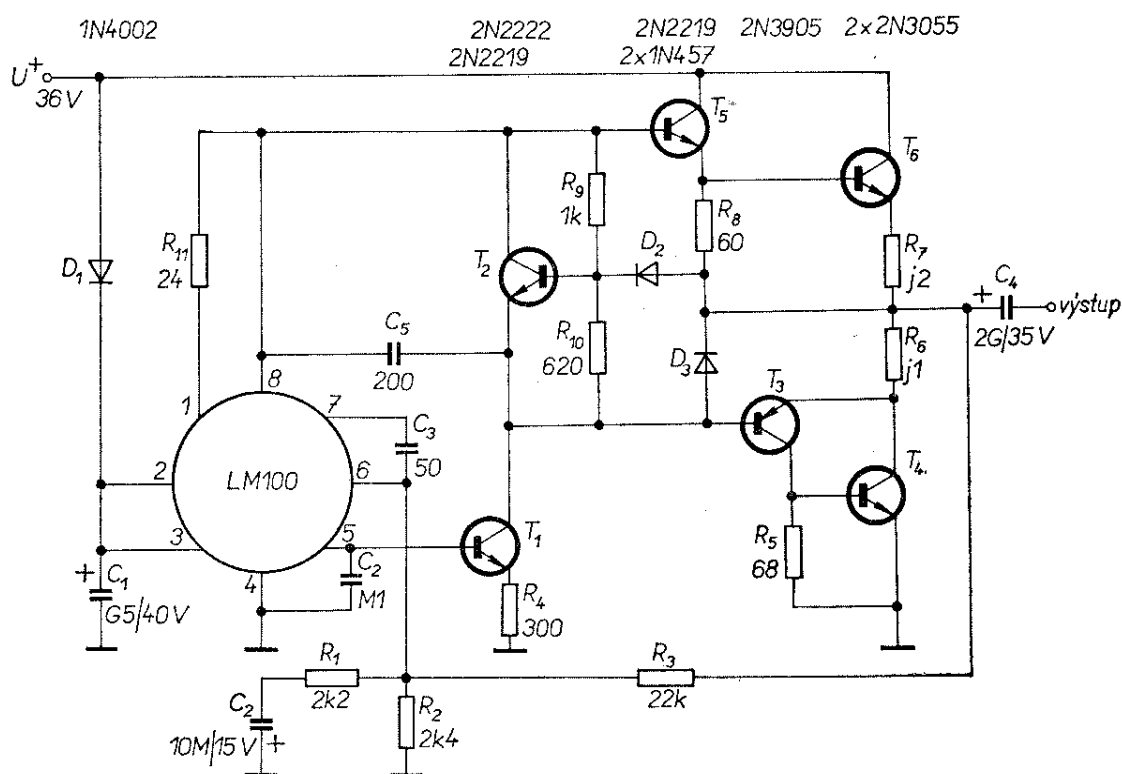 1N4002 2N2222 2N2219 2N3905 2x2N3055
2N2219 2x1N457
U+
36V
T5
T6
R9
1k
R8
60
R11
24
D1
T2
D2
R7
j2
C4
+
výstup
2G/35V
C5
200
R10
620
D3
R6
j1
8
1
7
T3
C3
50
2
LM100
6
T4.
3
5
T1
R5
68
+ C1
G5/40V
4
C2
M1
R4
300
R1
2k2
R3
22k
C2
10M/15V +
R2
2k4